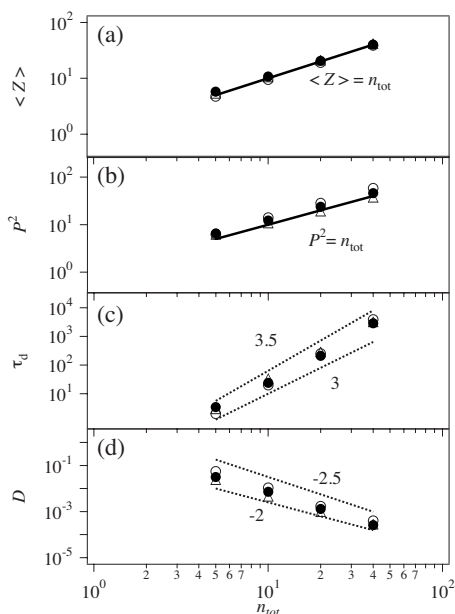 (a)
10²
10¹
10⁰
< Z >
< Z > = n_tot
(b)
10²
10¹
10⁰
P²
P² = n_tot
(c)
10⁴
10³
10²
10¹
τ_d
3.5
3
(d)
10⁻¹
10⁻³
10⁻⁵
D
-2.5
-2
10⁰ 2 3 4 5 6 7 10¹ 2 3 4 5 6 7 10²
n_tot